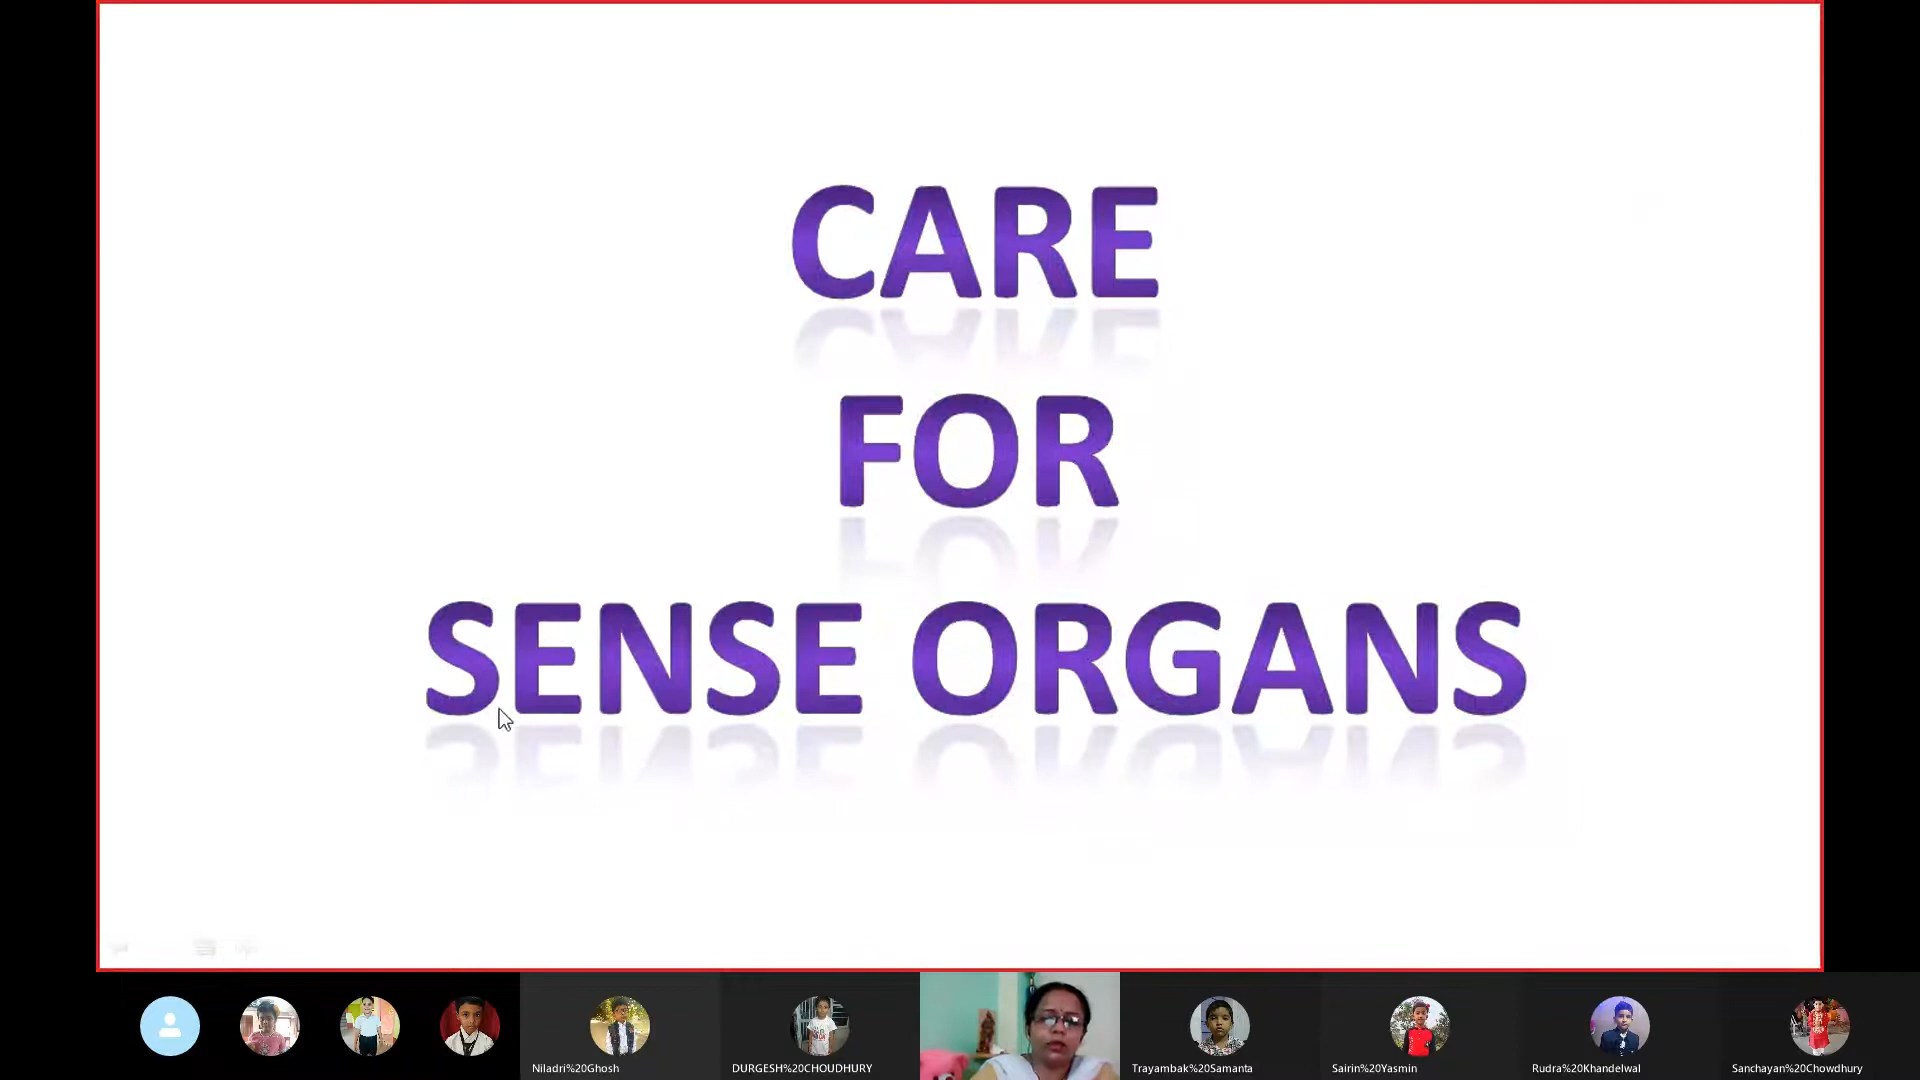 CARE
FOR
SENSE ORGANS
Niladri%20Ghosh
DURGESH%20CHOUDHURY
Trayambak%20Samanta
Sairin%20Yasmin
Rudra%20Khandelwal
Sanchayan%20Chowdhury